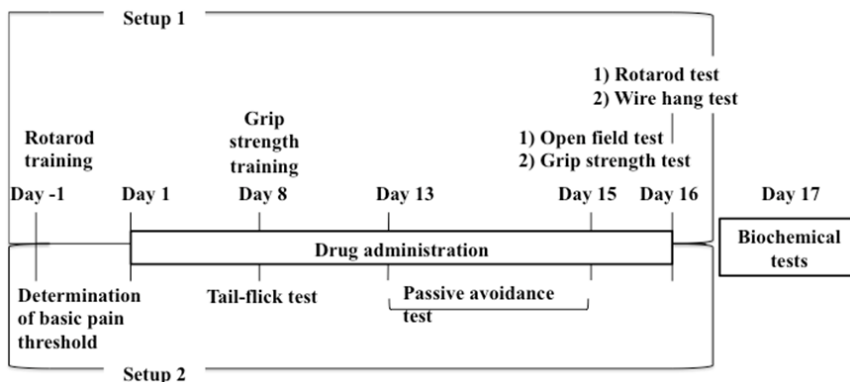 Setup 1
1) Rotarod test
2) Wire hang test
Grip
strength
training
Rotarod
training
1) Open field test
2) Grip strength test
Day -1
Day 1
Day 8
Day 13
Day 15
Day 16
Day 17
Drug administration
Biochemical
tests
Determination
of basic pain
threshold
Tail-flick test
Passive avoidance
test
Setup 2